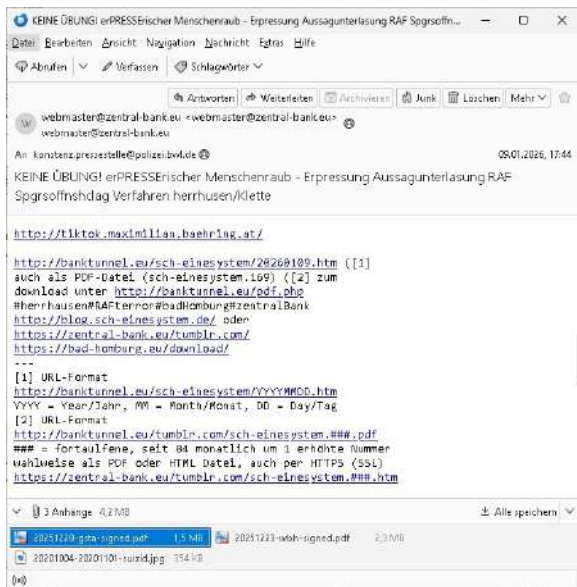 KEINE ÜBUNG! erPRESSErischer Menschenraub - Erpressung Aussagunterlasung RAF Spgrsoffn...
Datei Bearbeiten Ansicht Navigation Nachricht Extras Hilfe
Abrufen Verfassen Schlagwörter
Antworten Weiterleiten Archivieren Junk Löschen Mehr
W
webmaster@zentral-bank.eu <webmaster@zentral-bank.eu>
webmaster@zentral-bank.eu
An konstanz.pressestelle@polizei.bwl.de 09.01.2026, 17:44
KEINE ÜBUNG! erPRESSErischer Menschenraub - Erpressung Aussagunterlasung RAF
Spgrsoffnshclag Verfahren herrhusen/Klette
http://tiktok.maximilian.baehring.at/
http://banktunnel.eu/sch-einesystem/20260109.htm ([1]
auch als PDF-Datei (sch-einesystem.169) ([2] zum
download unter http://banktunnel.eu/pdf.php
#herrhausen#RAFterror#badHomburg#zentralBank
http://blog.sch-einesystem.de/ oder
https://zentral-bank.eu/tumblr.com/
https://bad-homburg.eu/download/
---
[1] URL-Format
http://banktunnel.eu/sch-einesystem/YYYYMMDD.htm
YYYY = Year/Jahr, MM = Month/Monat, DD = Day/Tag
[2] URL-Format
http://banktunnel.eu/tumblr.com/sch-einesystem.###.pdf
### = fortaulfene, seit 84 monatlich um 1 erhöhte Nummer
wahlweise als PDF oder HTML Datei, auch per HTTPS (SSL)
https://zentral-bank.eu/tumblr.com/sch-einesystem.###.htm
3 Anhänge 4,2 MB Alle speichern
20251220-gsta-signed.pdf 1,5 MB 20251223-wbh-signed.pdf 2,3 MB
20201004-20201101-suizid.jpg 354 kB